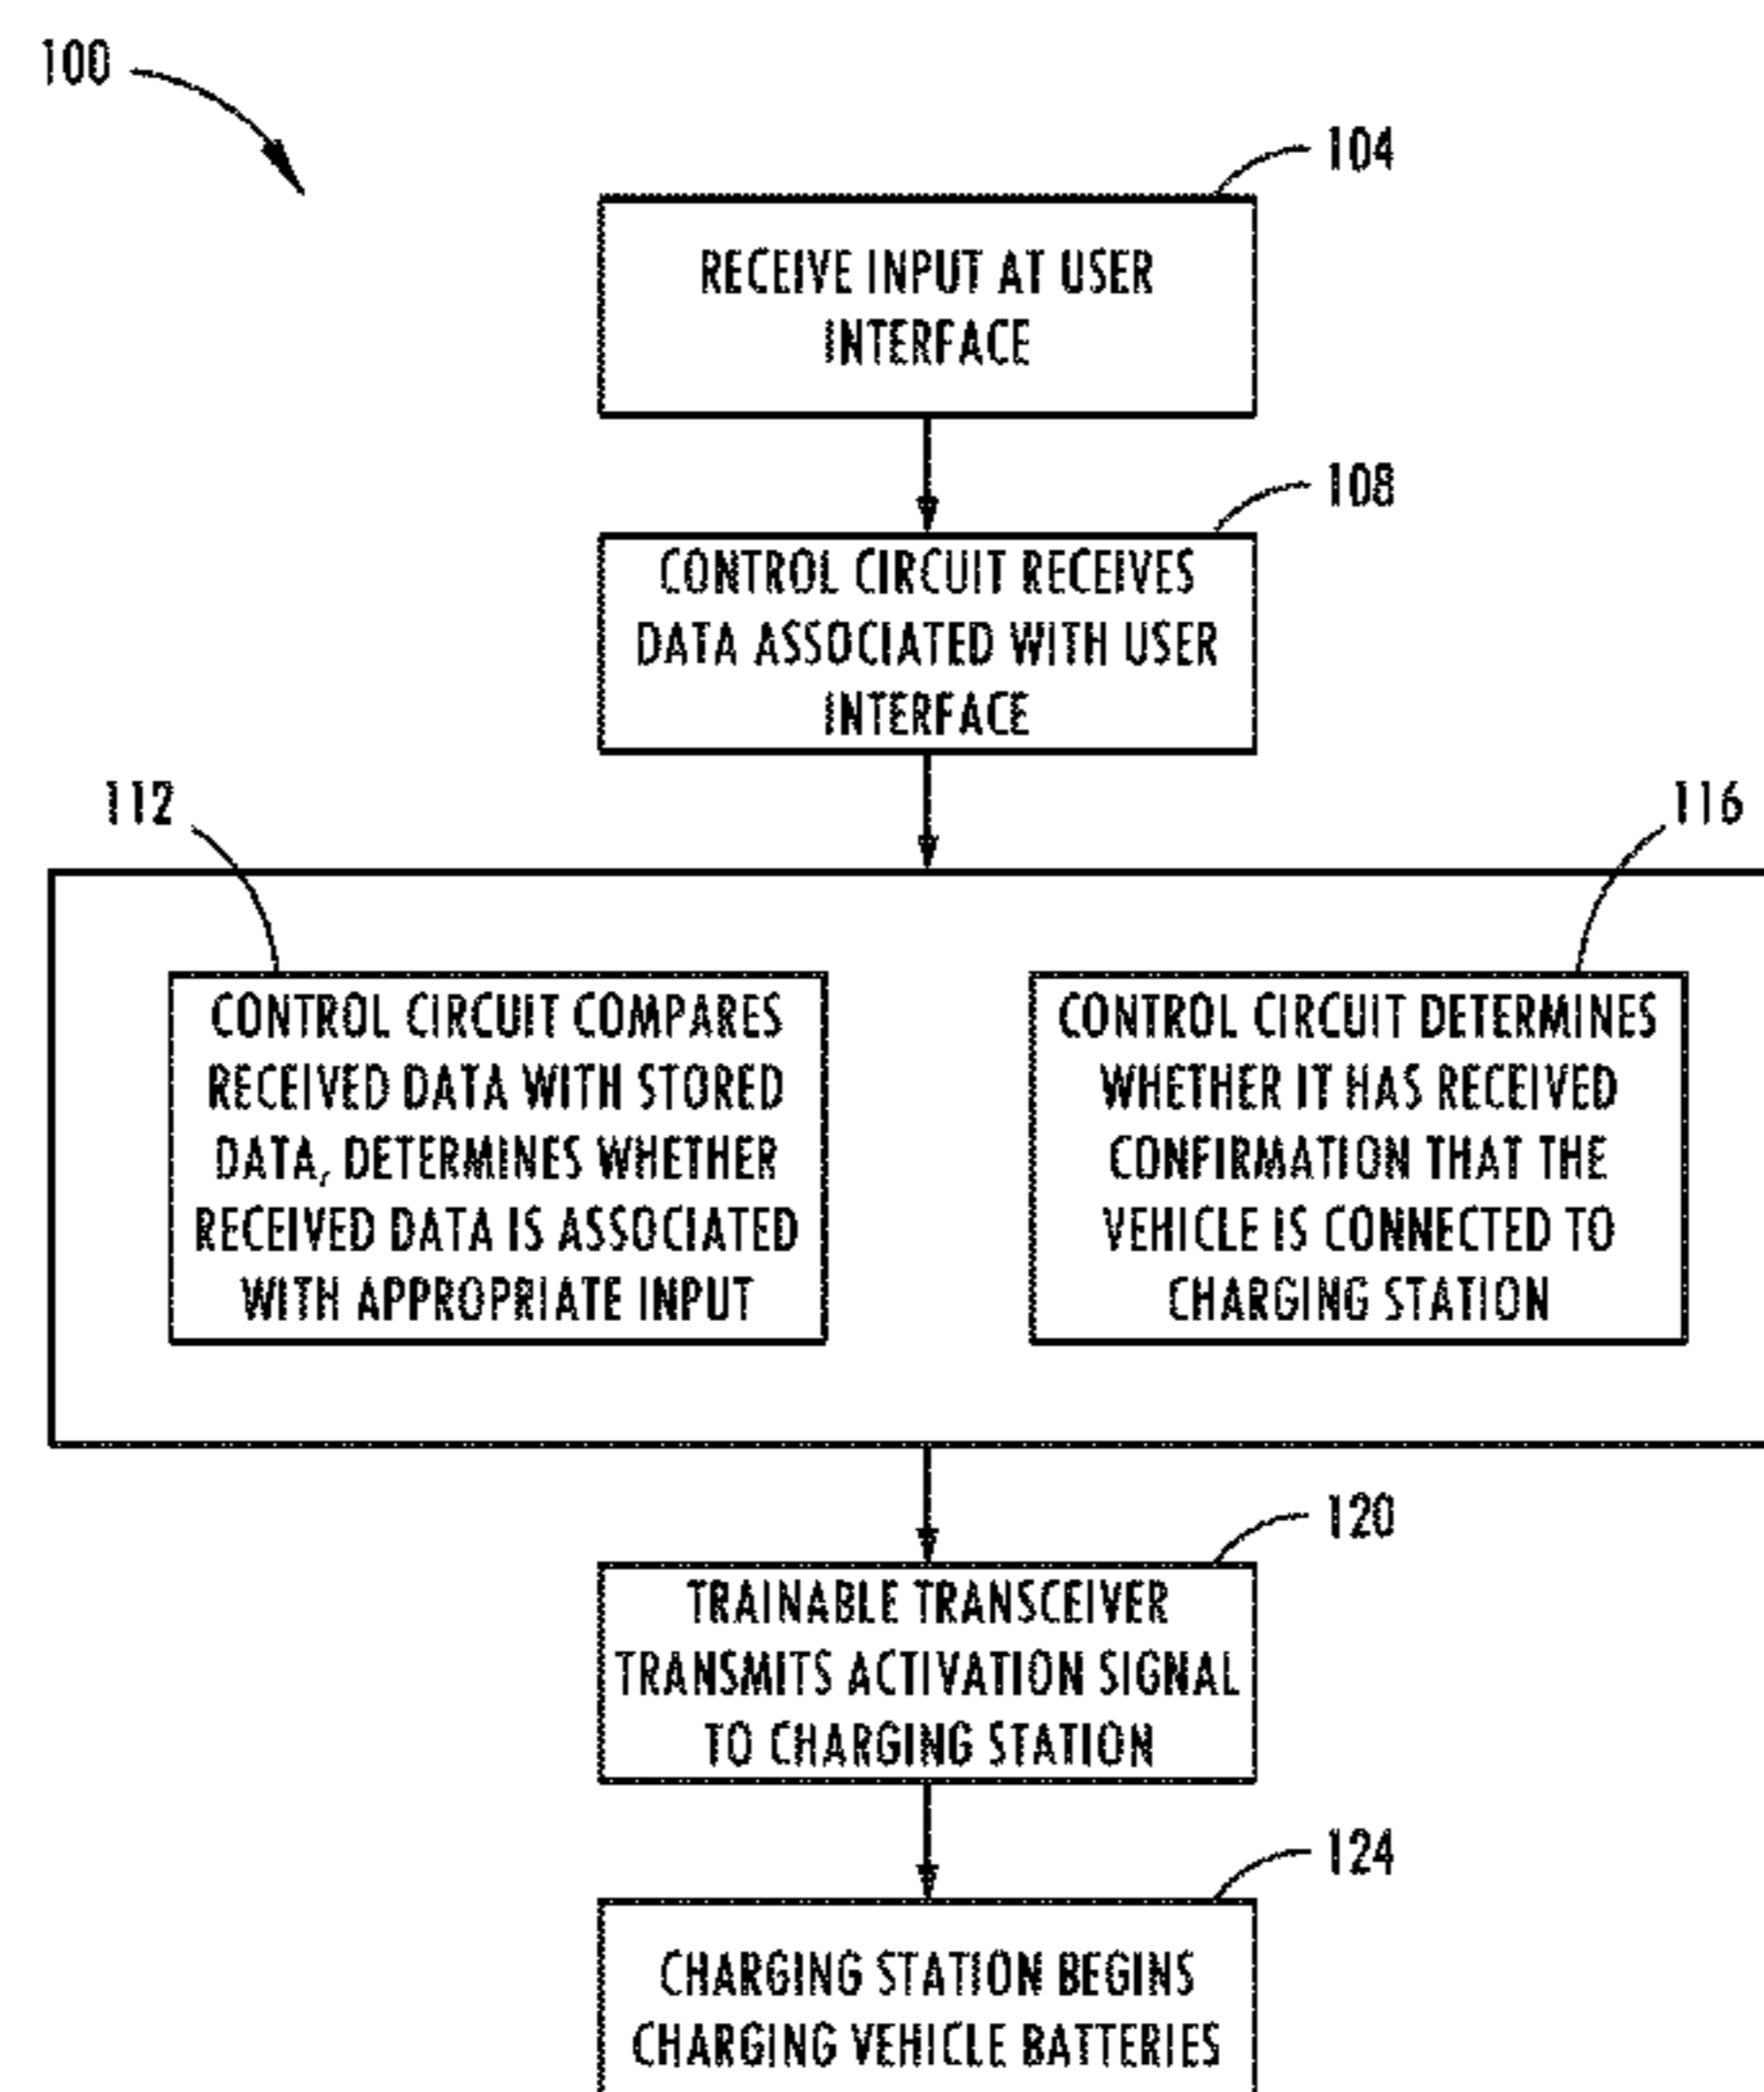 100
104
RECEIVE INPUT AT USER
INTERFACE
108
CONTROL CIRCUIT RECEIVES
DATA ASSOCIATED WITH USER
INTERFACE
112
116
CONTROL CIRCUIT COMPARES
RECEIVED DATA WITH STORED
DATA, DETERMINES WHETHER
RECEIVED DATA IS ASSOCIATED
WITH APPROPRIATE INPUT
CONTROL CIRCUIT DETERMINES
WHETHER IT HAS RECEIVED
CONFIRMATION THAT THE
VEHICLE IS CONNECTED TO
CHARGING STATION
120
TRAINABLE TRANSCEIVER
TRANSMITS ACTIVATION SIGNAL
TO CHARGING STATION
124
CHARGING STATION BEGINS
CHARGING VEHICLE BATTERIES